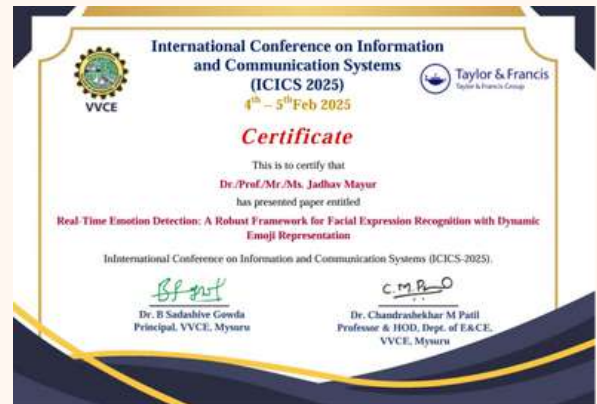 International Conference on Information
and Communication Systems
(ICICS 2025)
4th – 5th Feb 2025
VVCE
Taylor & Francis
Taylor & Francis Group
Certificate
This is to certify that
Dr./Prof./Mr./Ms. Jadhav Mayur
has presented paper entitled
Real-Time Emotion Detection: A Robust Framework for Facial Expression Recognition with Dynamic
Emoji Representation
InInternational Conference on Information and Communication Systems (ICICS-2025).
Dr. B Sadashive Gowda
Principal, VVCE, Mysuru
Dr. Chandrashekhar M Patil
Professor & HOD, Dept. of E&CE,
VVCE, Mysuru